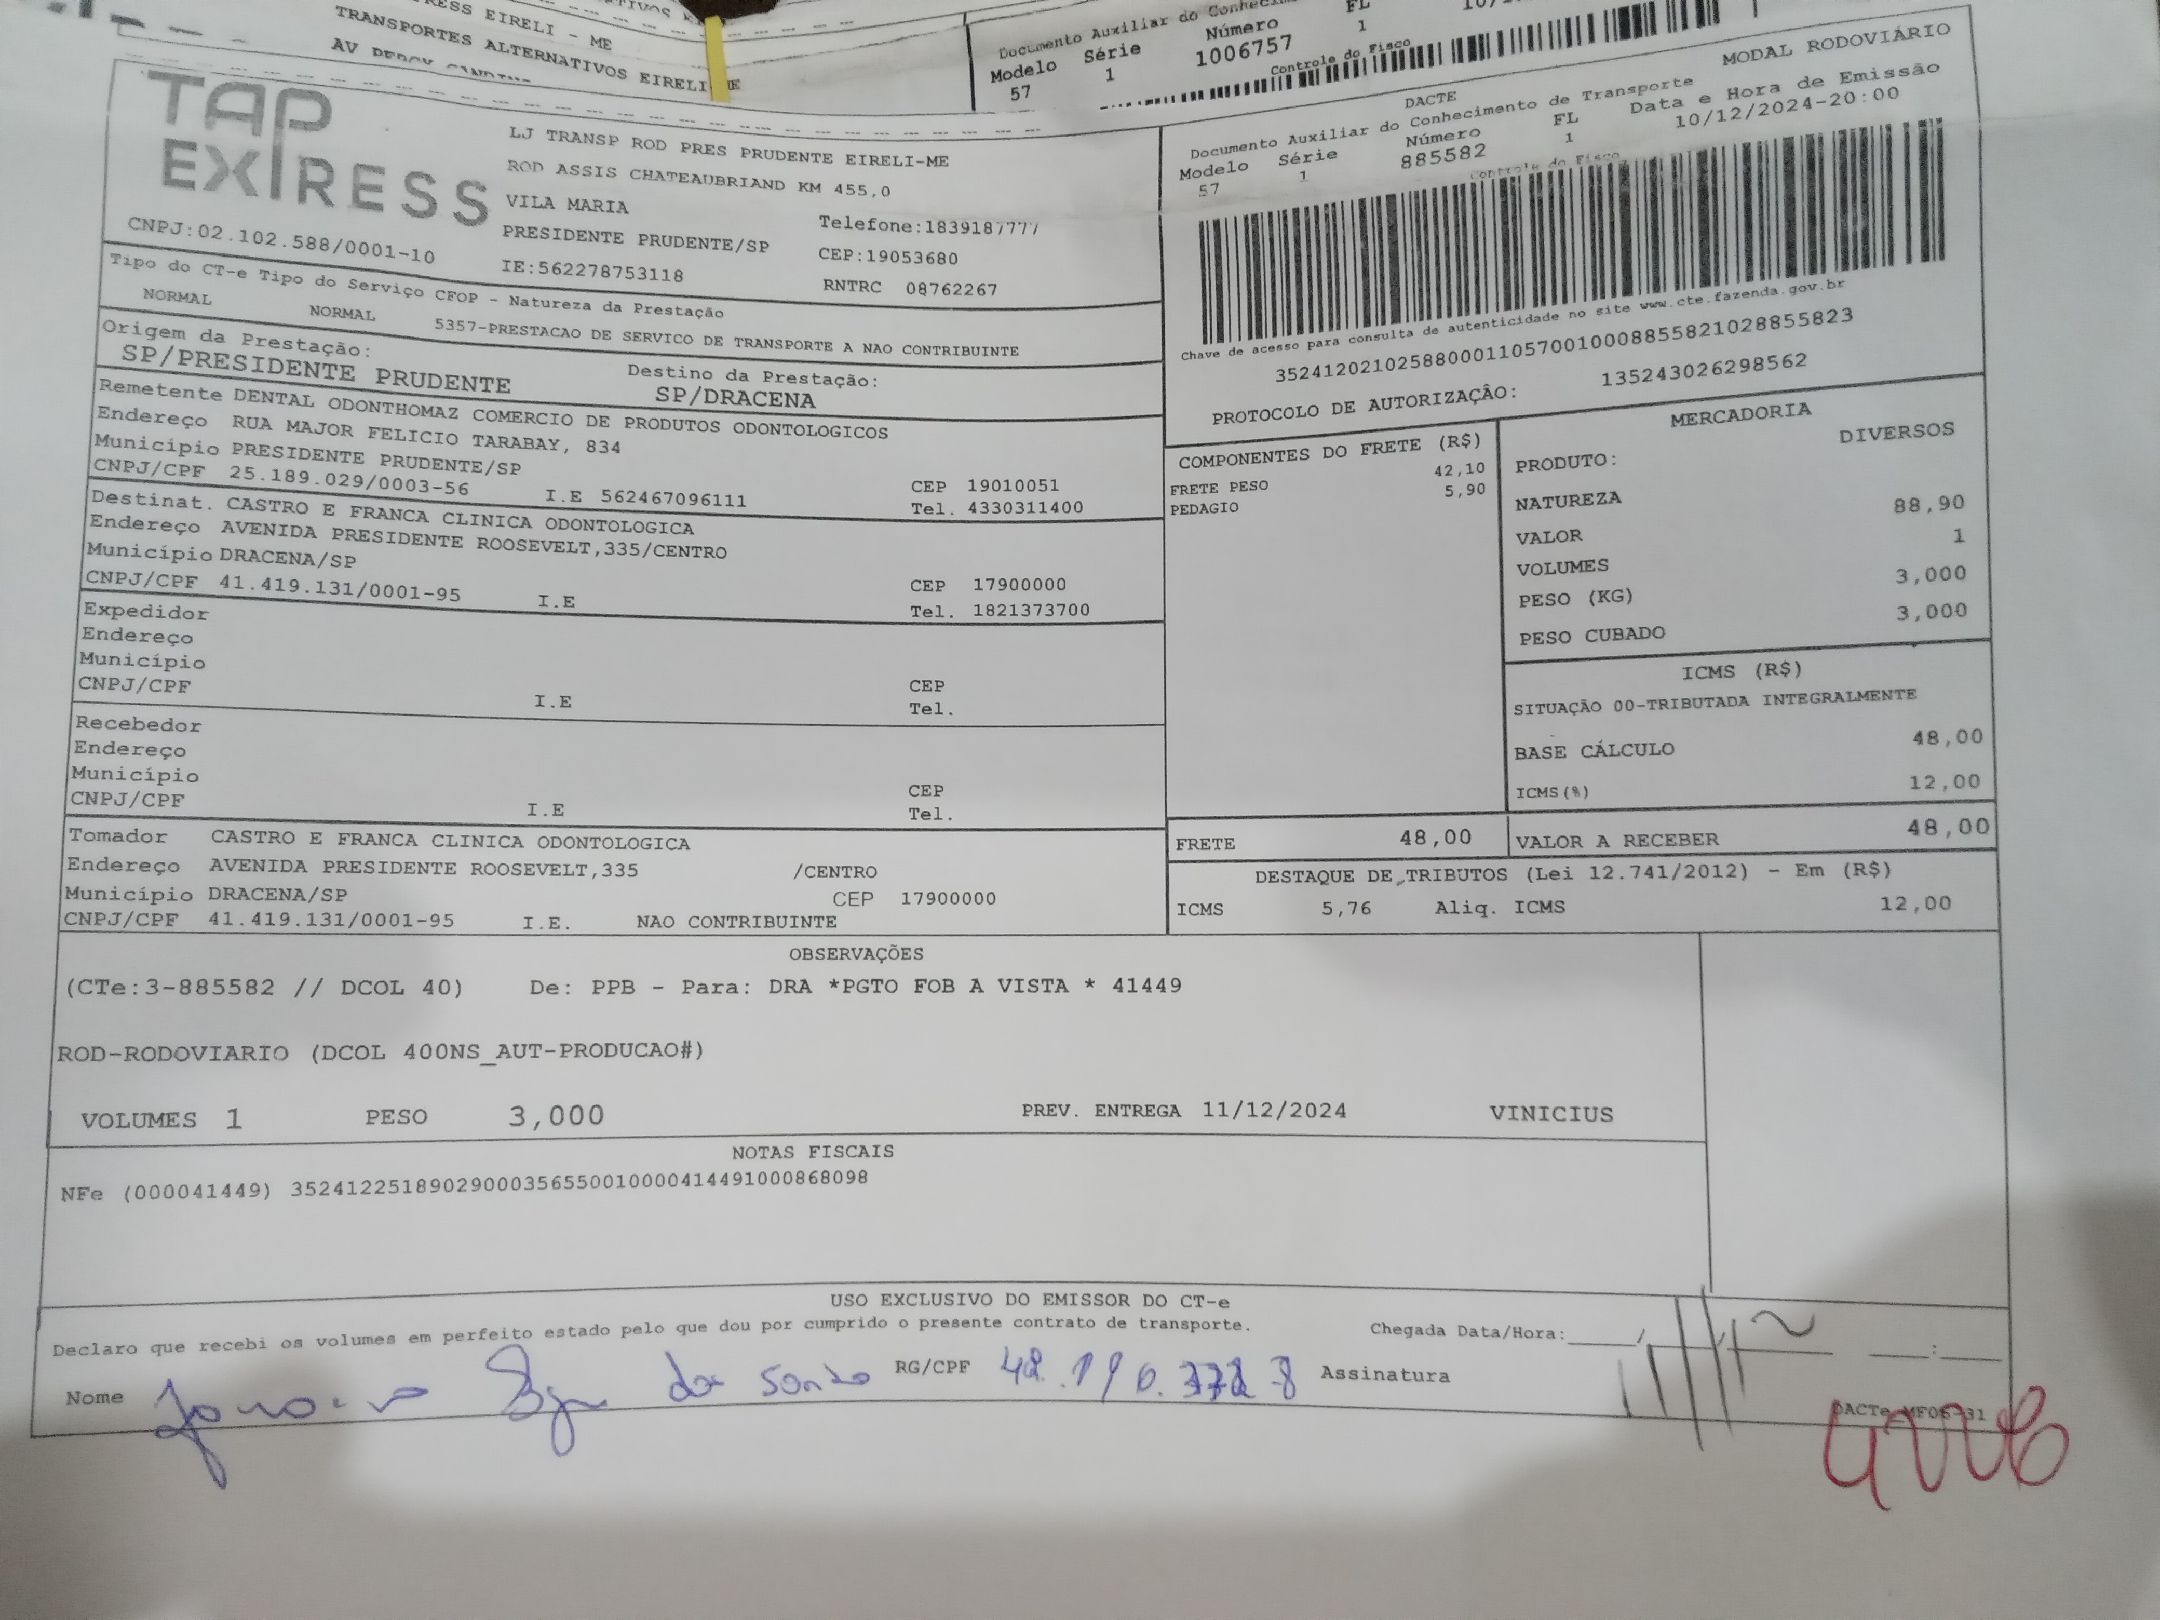 RESS EIRELI - ME
TRANSPORTES ALTERNATIVOS EIRELI ME
Documento Auxiliar do
Modelo Série Número FL
57 1 1006757 1
Controle do Fisco
TAP
EXPRESS
CNPJ:02.102.588/0001-10
LJ TRANSP ROD PRES PRUDENTE EIRELI-ME
ROD ASSIS CHATEAUBRIAND KM 455,0
VILA MARIA
PRESIDENTE PRUDENTE/SP Telefone:1839187777
IE:562278753118 CEP:19053680
RNTRC 08762267
DACTE MODAL RODOVIÁRIO
Documento Auxiliar do Conhecimento de Transporte
Modelo Série Número FL Data e Hora de Emissão
57 1 885582 1 10/12/2024-20:00
Controle do Fisco
Chave de acesso para consulta de autenticidade no site www.cte.fazenda.gov.br
35241202102588000110570010008855821028855823
PROTOCOLO DE AUTORIZAÇÃO: 135243026298562
Tipo do CT-e Tipo do Serviço CFOP - Natureza da Prestação
NORMAL NORMAL 5357-PRESTACAO DE SERVICO DE TRANSPORTE A NAO CONTRIBUINTE
Origem da Prestação: Destino da Prestação:
SP/PRESIDENTE PRUDENTE SP/DRACENA
Remetente DENTAL ODONTHOMAZ COMERCIO DE PRODUTOS ODONTOLOGICOS
Endereço RUA MAJOR FELICIO TARABAY, 834
Município PRESIDENTE PRUDENTE/SP CEP 19010051
CNPJ/CPF 25.189.029/0003-56 I.E 562467096111 Tel. 4330311400
Destinat. CASTRO E FRANCA CLINICA ODONTOLOGICA
Endereço AVENIDA PRESIDENTE ROOSEVELT,335/CENTRO
Município DRACENA/SP CEP 17900000
CNPJ/CPF 41.419.131/0001-95 I.E Tel. 1821373700
Expedidor
Endereço
Município CEP
CNPJ/CPF I.E Tel.
Recebedor
Endereço
Município CEP
CNPJ/CPF I.E Tel.
Tomador CASTRO E FRANCA CLINICA ODONTOLOGICA
Endereço AVENIDA PRESIDENTE ROOSEVELT,335 /CENTRO
Município DRACENA/SP CEP 17900000
CNPJ/CPF 41.419.131/0001-95 I.E. NAO CONTRIBUINTE
COMPONENTES DO FRETE (R$)
FRETE PESO 42,10
PEDAGIO 5,90
MERCADORIA
PRODUTO: DIVERSOS
NATUREZA
VALOR 88,90
VOLUMES 1
PESO (KG) 3,000
PESO CUBADO 3,000
ICMS (R$)
SITUAÇÃO 00-TRIBUTADA INTEGRALMENTE
BASE CÁLCULO 48,00
ICMS(%) 12,00
FRETE 48,00 VALOR A RECEBER 48,00
DESTAQUE DE TRIBUTOS (Lei 12.741/2012) - Em (R$)
ICMS 5,76 Aliq. ICMS 12,00
OBSERVAÇÕES
(CTe:3-885582 // DCOL 40) De: PPB - Para: DRA *PGTO FOB A VISTA * 41449
ROD-RODOVIARIO (DCOL 400NS_AUT-PRODUCAO#)
VOLUMES 1 PESO 3,000 PREV. ENTREGA 11/12/2024 VINICIUS
NOTAS FISCAIS
NFe (000041449) 35241225189029000356550010000414491000868098
USO EXCLUSIVO DO EMISSOR DO CT-e
Declaro que recebi os volumes em perfeito estado pelo que dou por cumprido o presente contrato de transporte. Chegada Data/Hora:
Nome RG/CPF Assinatura